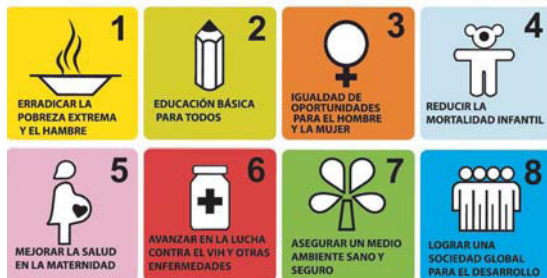 1
ERRADICAR LA
POBREZA EXTREMA
Y EL HAMBRE
2
EDUCACIÓN BÁSICA
PARA TODOS
3
IGUALDAD DE
OPORTUNIDADES
PARA EL HOMBRE
Y LA MUJER
4
REDUCIR LA
MORTALIDAD INFANTIL
5
MEJORAR LA SALUD
EN LA MATERNIDAD
6
AVANZAR EN LA LUCHA
CONTRA EL VIH Y OTRAS
ENFERMEDADES
7
ASEGURAR UN MEDIO
AMBIENTE SANO Y
SEGURO
8
LOGRAR UNA
SOCIEDAD GLOBAL
PARA EL DESARROLLO